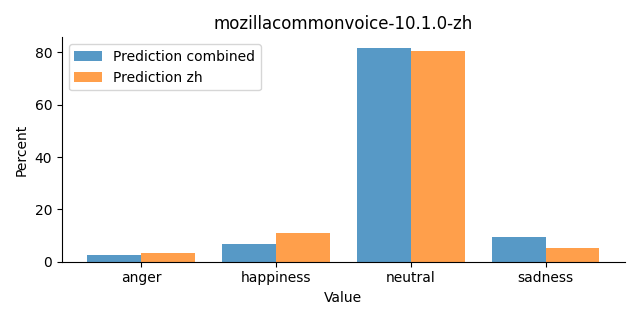 mozillacommonvoice-10.1.0-zh
Prediction combined
Prediction zh
Percent
80
60
40
20
0
anger happiness neutral sadness
Value